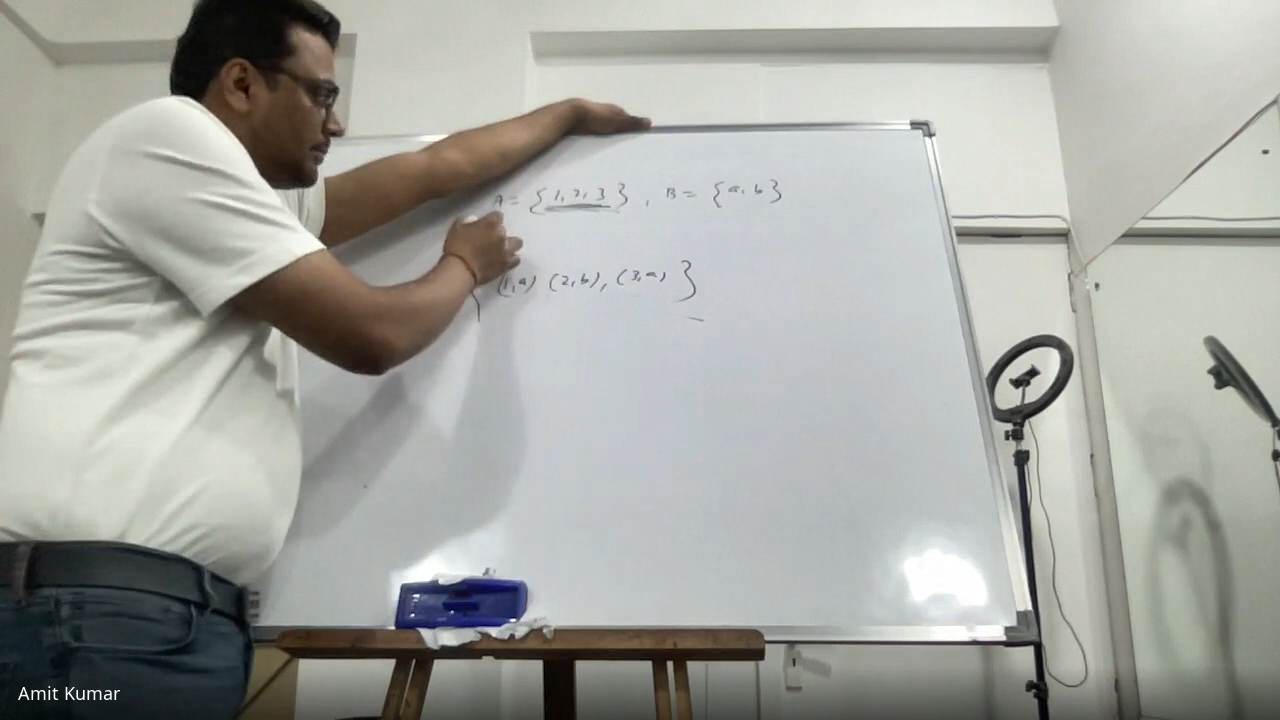 A = {1, 2, 3}, B = {a, b}
{(1, a) (2, b), (3, a)}
Amit Kumar